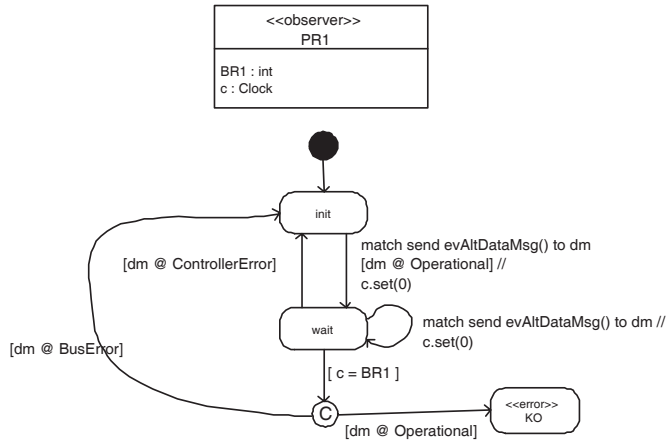 <<observer>>
PR1
BR1 : int
c : Clock
init
match send evAltDataMsg() to dm
[dm @ Operational] //
c.set(0)
[dm @ ControllerError]
wait
match send evAltDataMsg() to dm //
c.set(0)
[dm @ BusError]
[ c = BR1 ]
C
<<error>>
KO
[dm @ Operational]